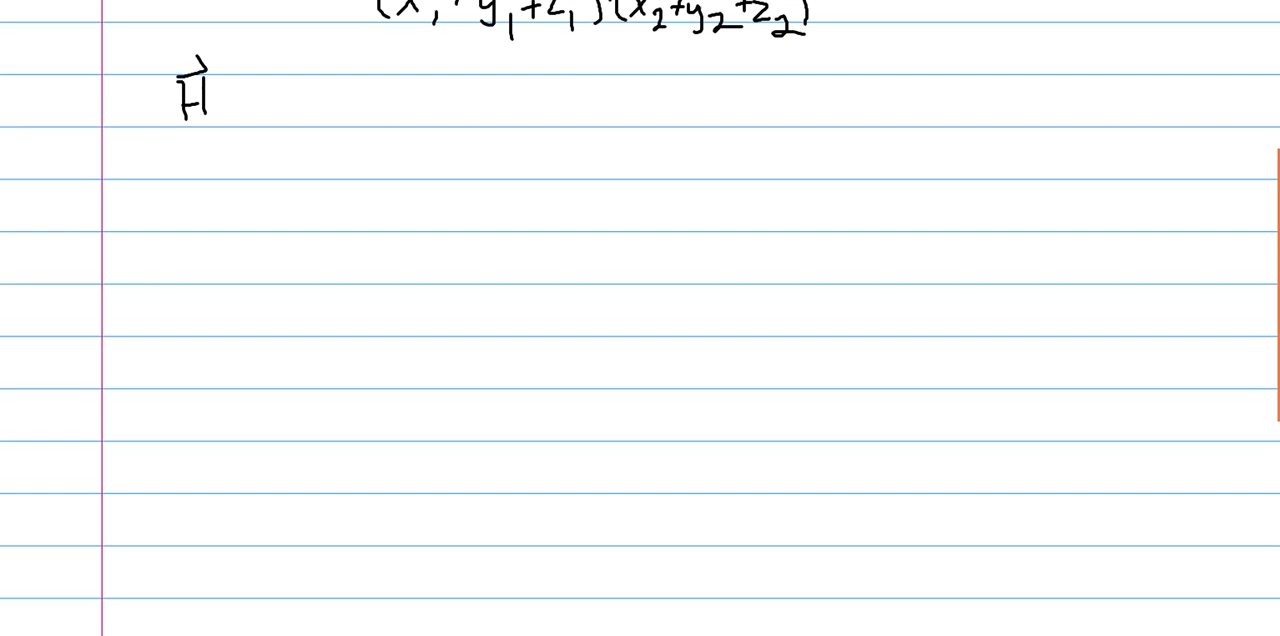 (x₁ + y₁ + z₁)(x₂ + y₂ + z₂)
H⃗